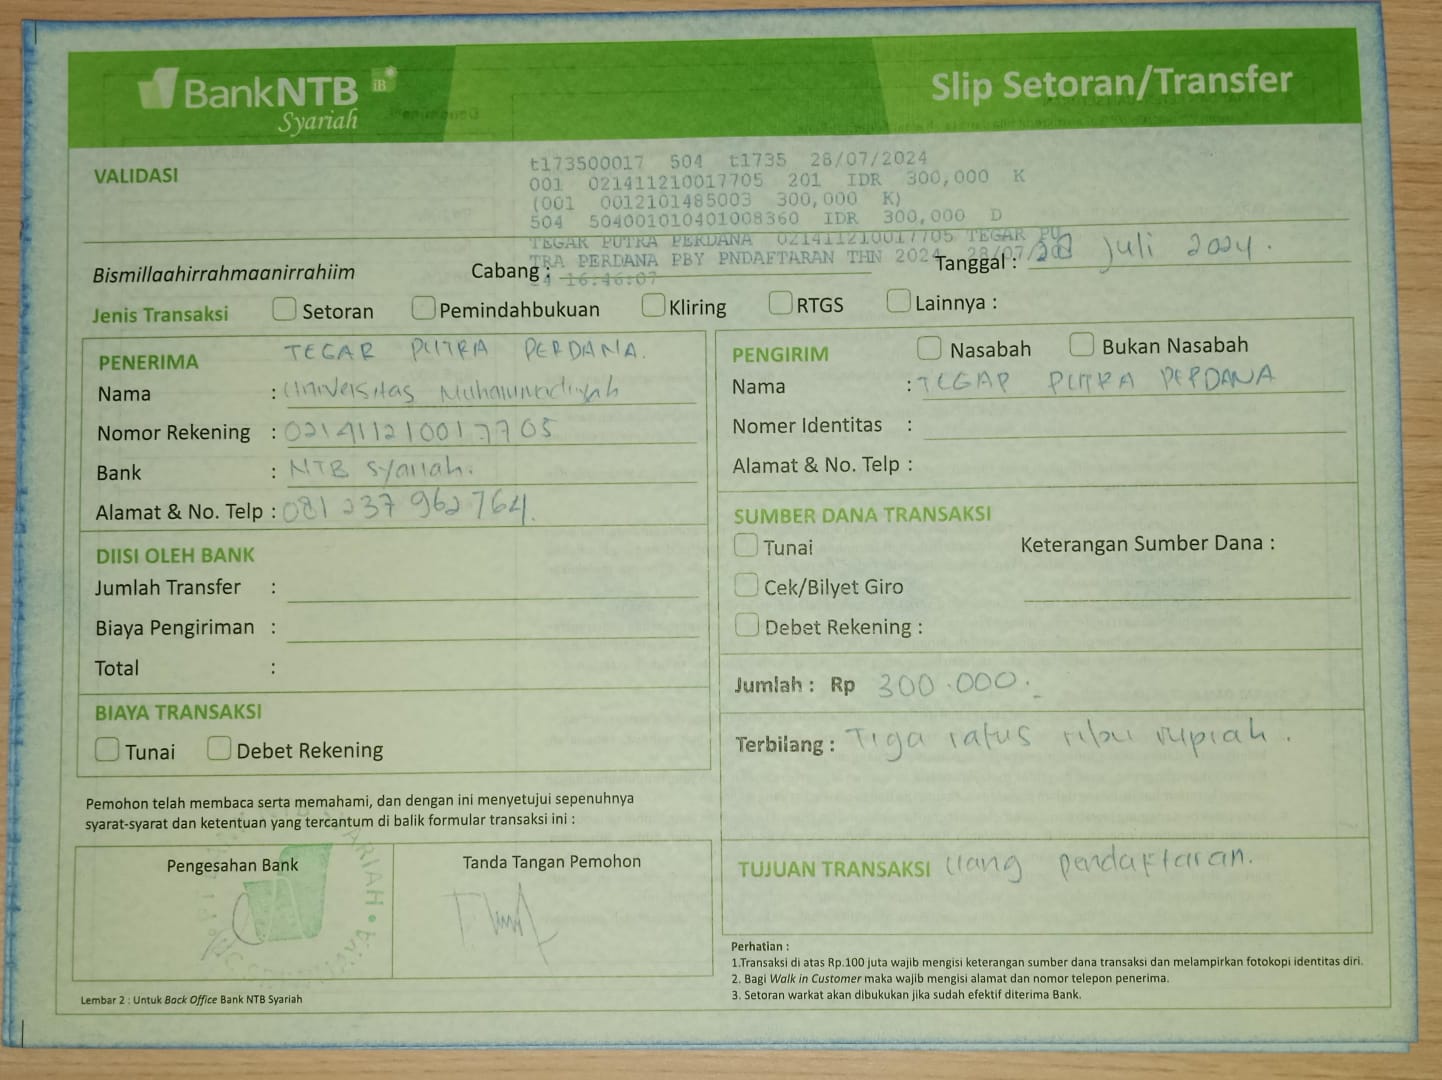 BankNTB iB
Syariah
Slip Setoran/Transfer
VALIDASI
t173500017 504 t1735 28/07/2024
001 021411210017705 201 IDR 300,000 K
(001 0012101485003 300,000 K)
504 504001010401008360 IDR 300,000 D
TEGAR PUTRA PERDANA 021411210017705 TEGAR PU
TRA PERDANA PBY PNDAFTARAN THN 2024 28/07/20
24 16:46:07
Bismillaahirrahmaanirrahiim
Cabang :
Tanggal : 28 Juli 2024.
Jenis Transaksi Setoran Pemindahbukuan Kliring RTGS Lainnya :
PENERIMA TEGAR PUTRA PERDANA.
Nama : Universitas Muhammadiyah
Nomor Rekening : 021411210017705
Bank : NTB Syariah.
Alamat & No. Telp : 081 237 962 764.
DIISI OLEH BANK
Jumlah Transfer :
Biaya Pengiriman :
Total :
BIAYA TRANSAKSI
Tunai Debet Rekening
Pemohon telah membaca serta memahami, dan dengan ini menyetujui sepenuhnya
syarat-syarat dan ketentuan yang tercantum di balik formular transaksi ini :
Pengesahan Bank
Tanda Tangan Pemohon
Lembar 2 : Untuk Back Office Bank NTB Syariah
PENGIRIM Nasabah Bukan Nasabah
Nama : TEGAR PUTRA PERDANA
Nomer Identitas :
Alamat & No. Telp :
SUMBER DANA TRANSAKSI
Tunai Keterangan Sumber Dana :
Cek/Bilyet Giro
Debet Rekening :
Jumlah : Rp 300.000.-
Terbilang : Tiga ratus ribu rupiah.
TUJUAN TRANSAKSI Uang pendaftaran.
Perhatian :
1.Transaksi di atas Rp.100 juta wajib mengisi keterangan sumber dana transaksi dan melampirkan fotokopi identitas diri.
2. Bagi Walk in Customer maka wajib mengisi alamat dan nomor telepon penerima.
3. Setoran warkat akan dibukukan jika sudah efektif diterima Bank.